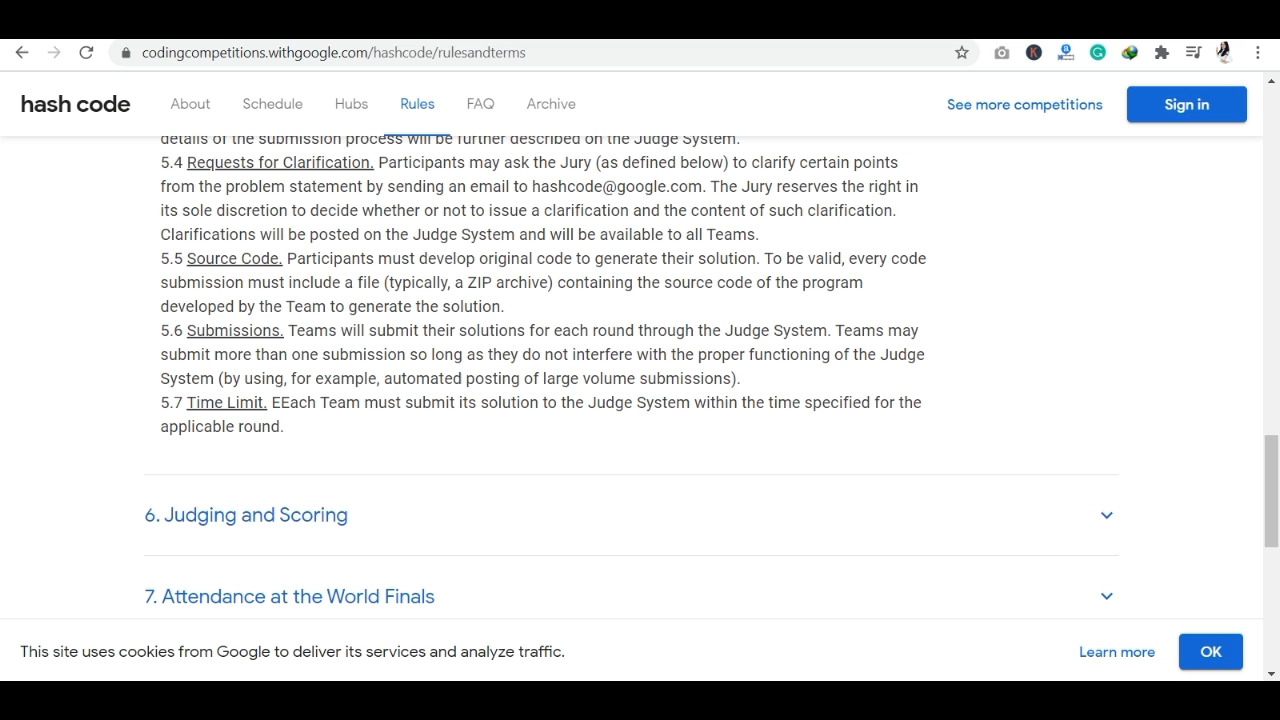 codingcompetitions.withgoogle.com/hashcode/rulesandterms
hash code About Schedule Hubs Rules FAQ Archive See more competitions Sign in
details of the submission process will be further described on the Judge System.
5.4 Requests for Clarification. Participants may ask the Jury (as defined below) to clarify certain points
from the problem statement by sending an email to hashcode@google.com. The Jury reserves the right in
its sole discretion to decide whether or not to issue a clarification and the content of such clarification.
Clarifications will be posted on the Judge System and will be available to all Teams.
5.5 Source Code. Participants must develop original code to generate their solution. To be valid, every code
submission must include a file (typically, a ZIP archive) containing the source code of the program
developed by the Team to generate the solution.
5.6 Submissions. Teams will submit their solutions for each round through the Judge System. Teams may
submit more than one submission so long as they do not interfere with the proper functioning of the Judge
System (by using, for example, automated posting of large volume submissions).
5.7 Time Limit. EEach Team must submit its solution to the Judge System within the time specified for the
applicable round.
6. Judging and Scoring
7. Attendance at the World Finals
This site uses cookies from Google to deliver its services and analyze traffic. Learn more OK